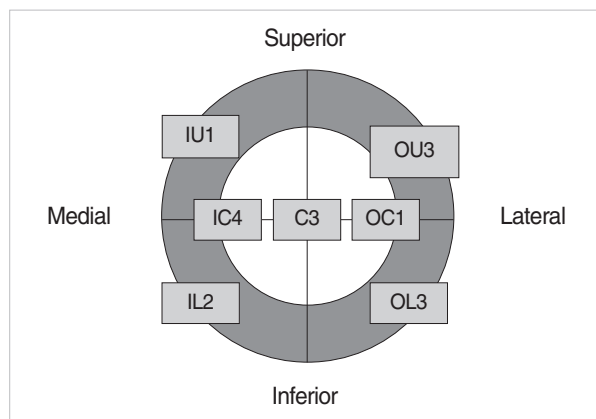 Superior
IU1
OU3
Medial
IC4
C3
OC1
Lateral
IL2
OL3
Inferior